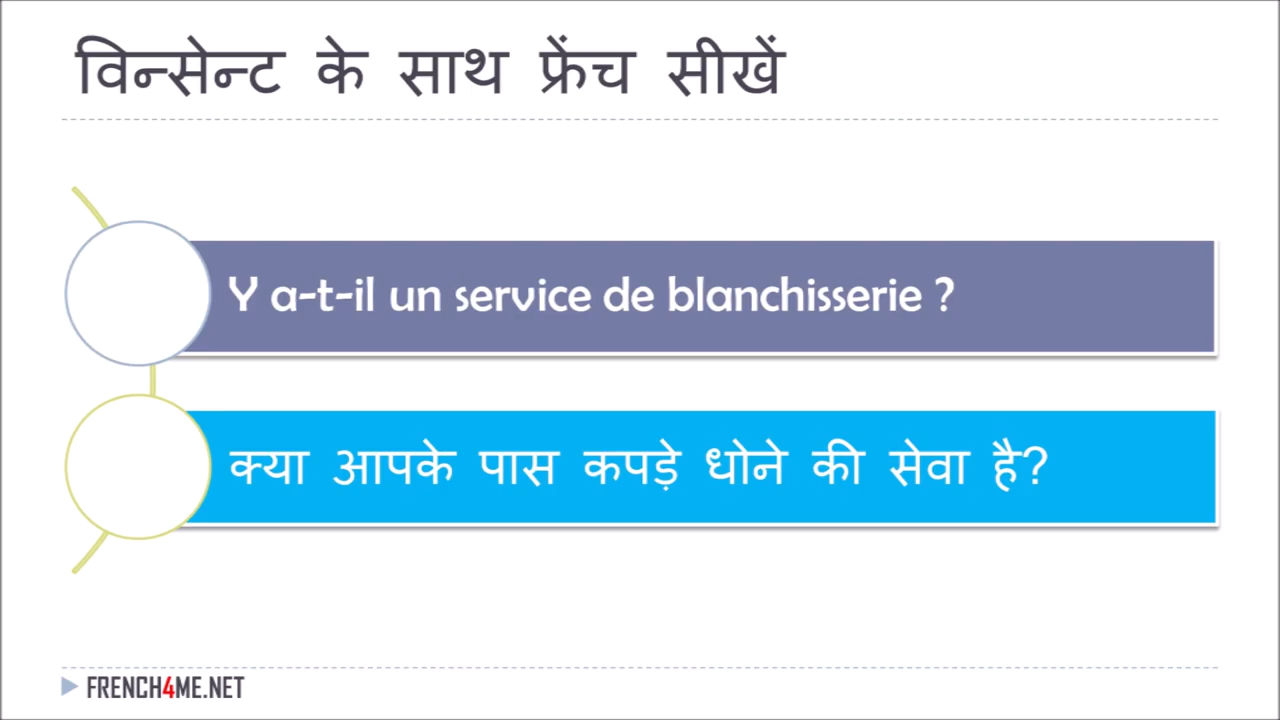 विन्सेन्ट के साथ फ्रेंच सीखें
Y a-t-il un service de blanchisserie ?
क्या आपके पास कपड़े धोने की सेवा है?
FRENCH4ME.NET